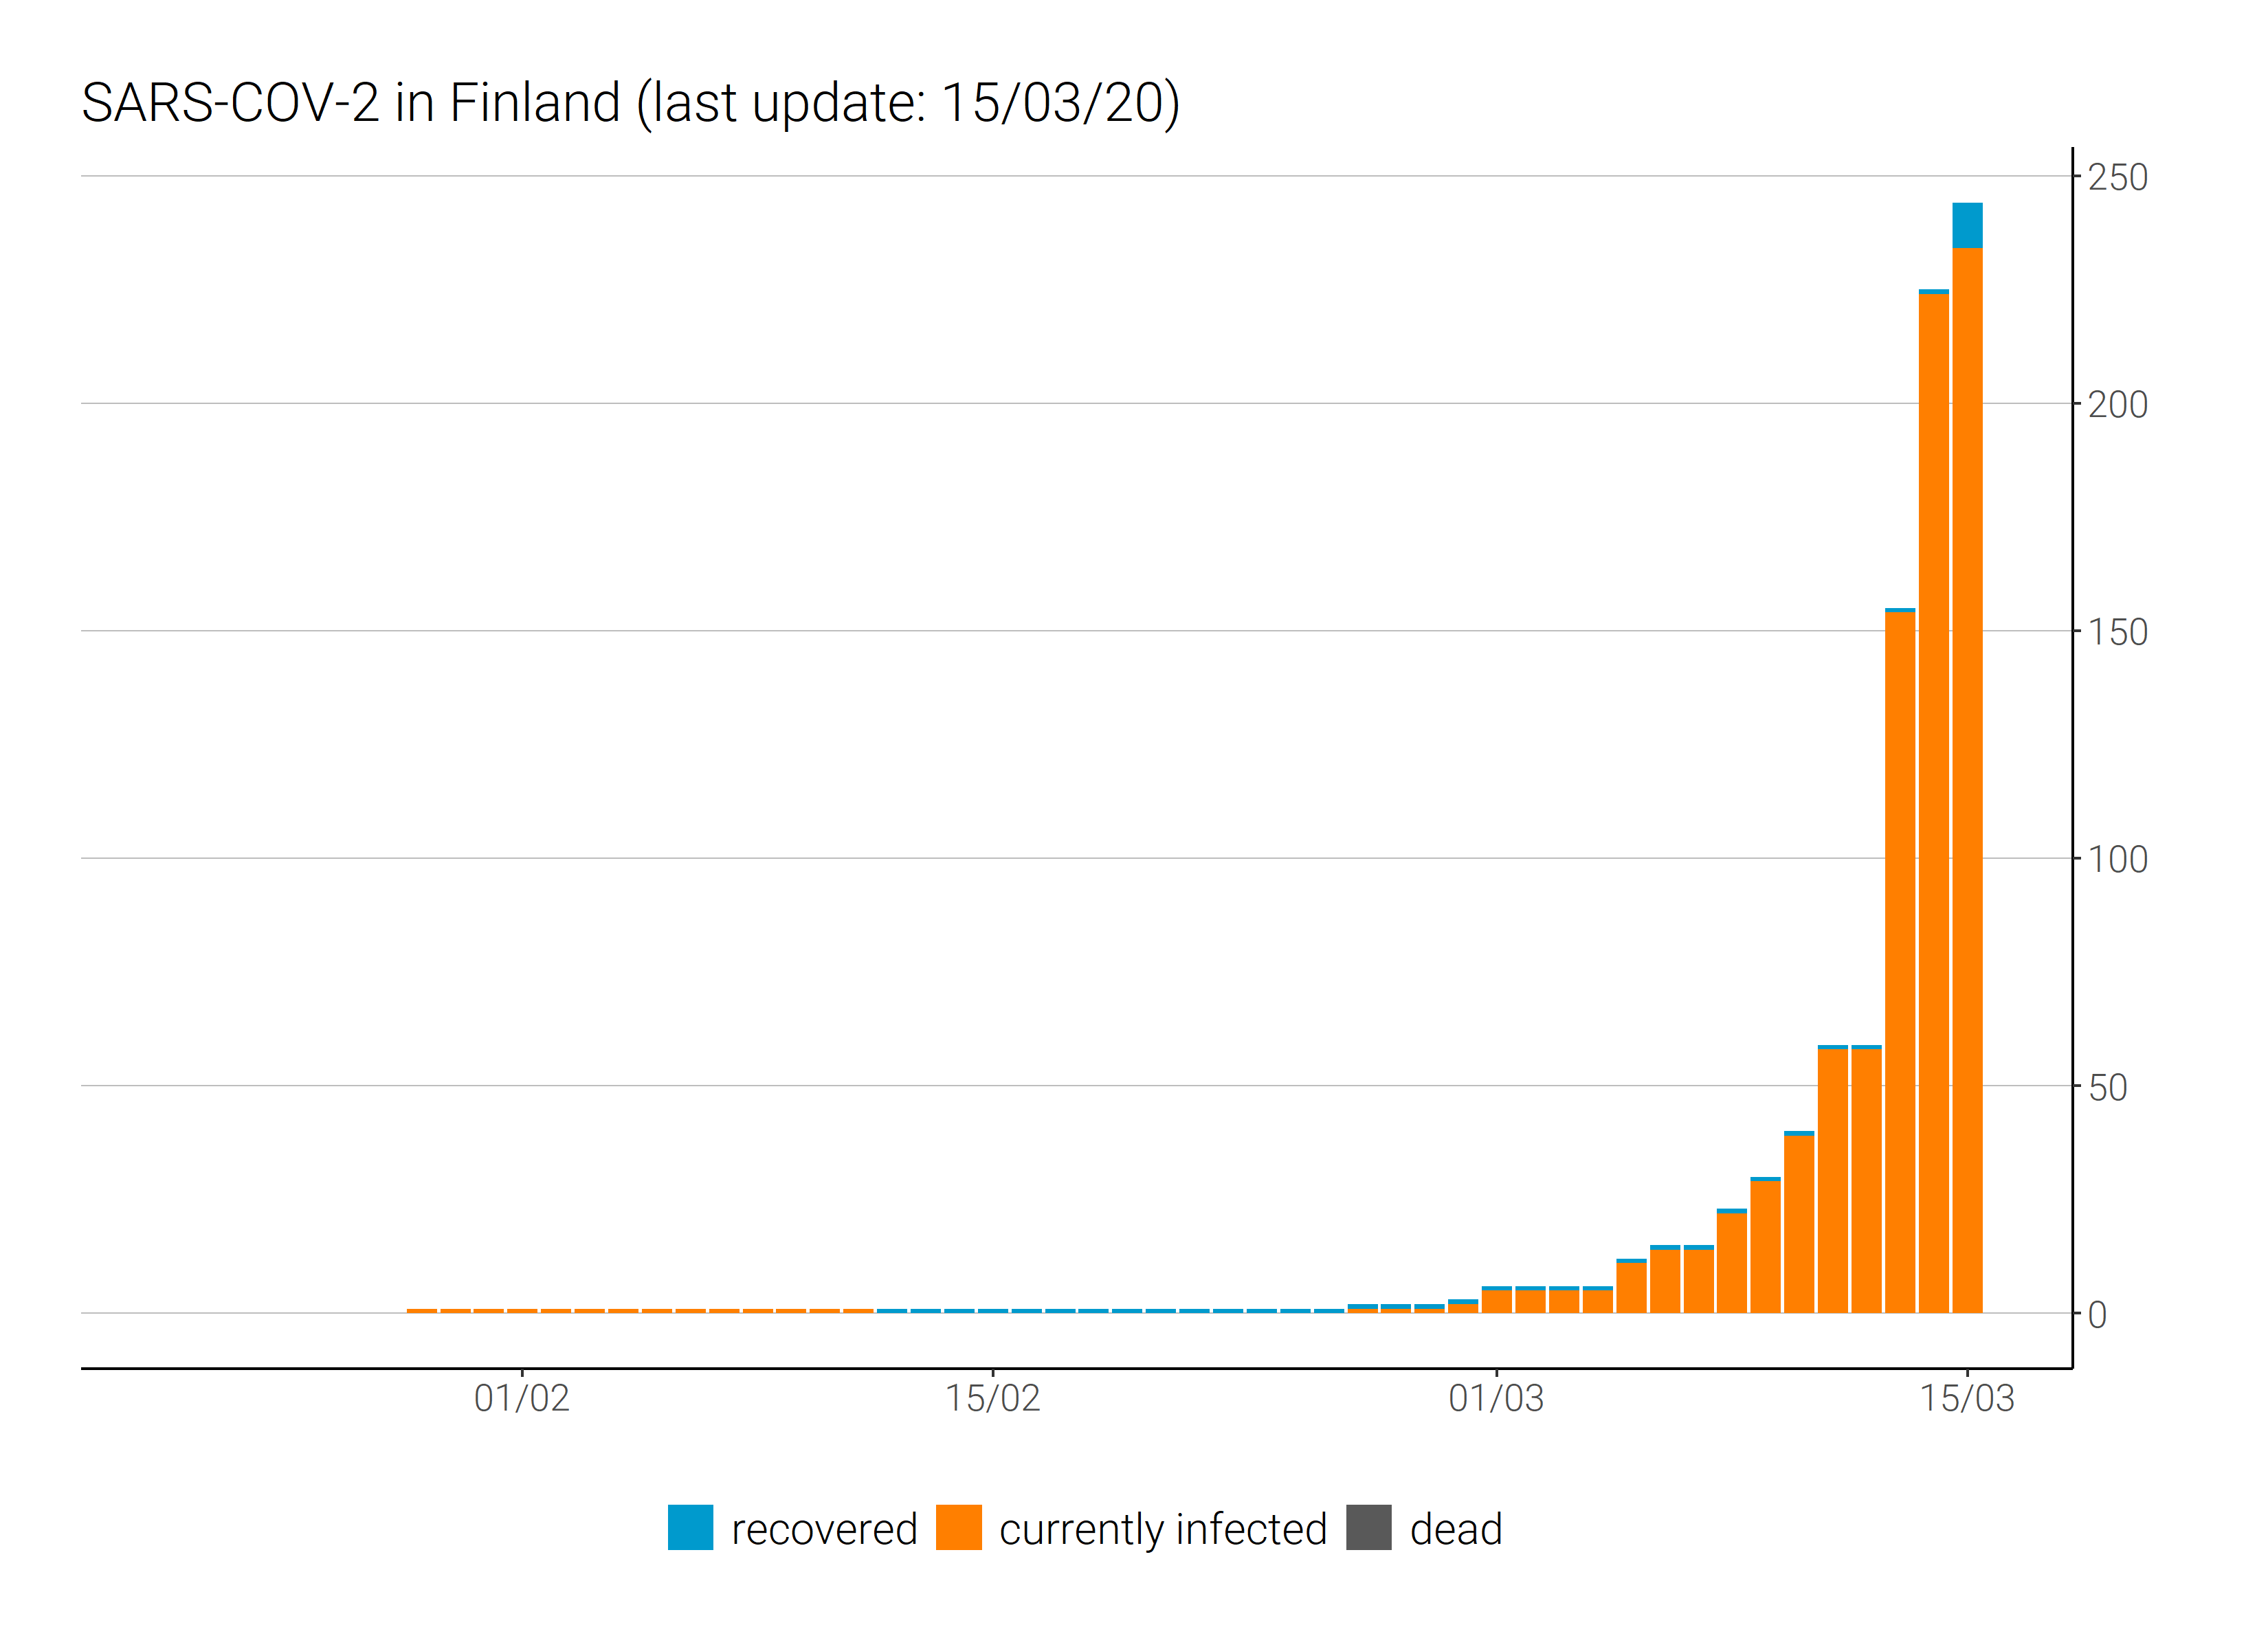 SARS-COV-2 in Finland (last update: 15/03/20)
250
200
150
100
50
0
01/02 15/02 01/03 15/03
recovered currently infected dead